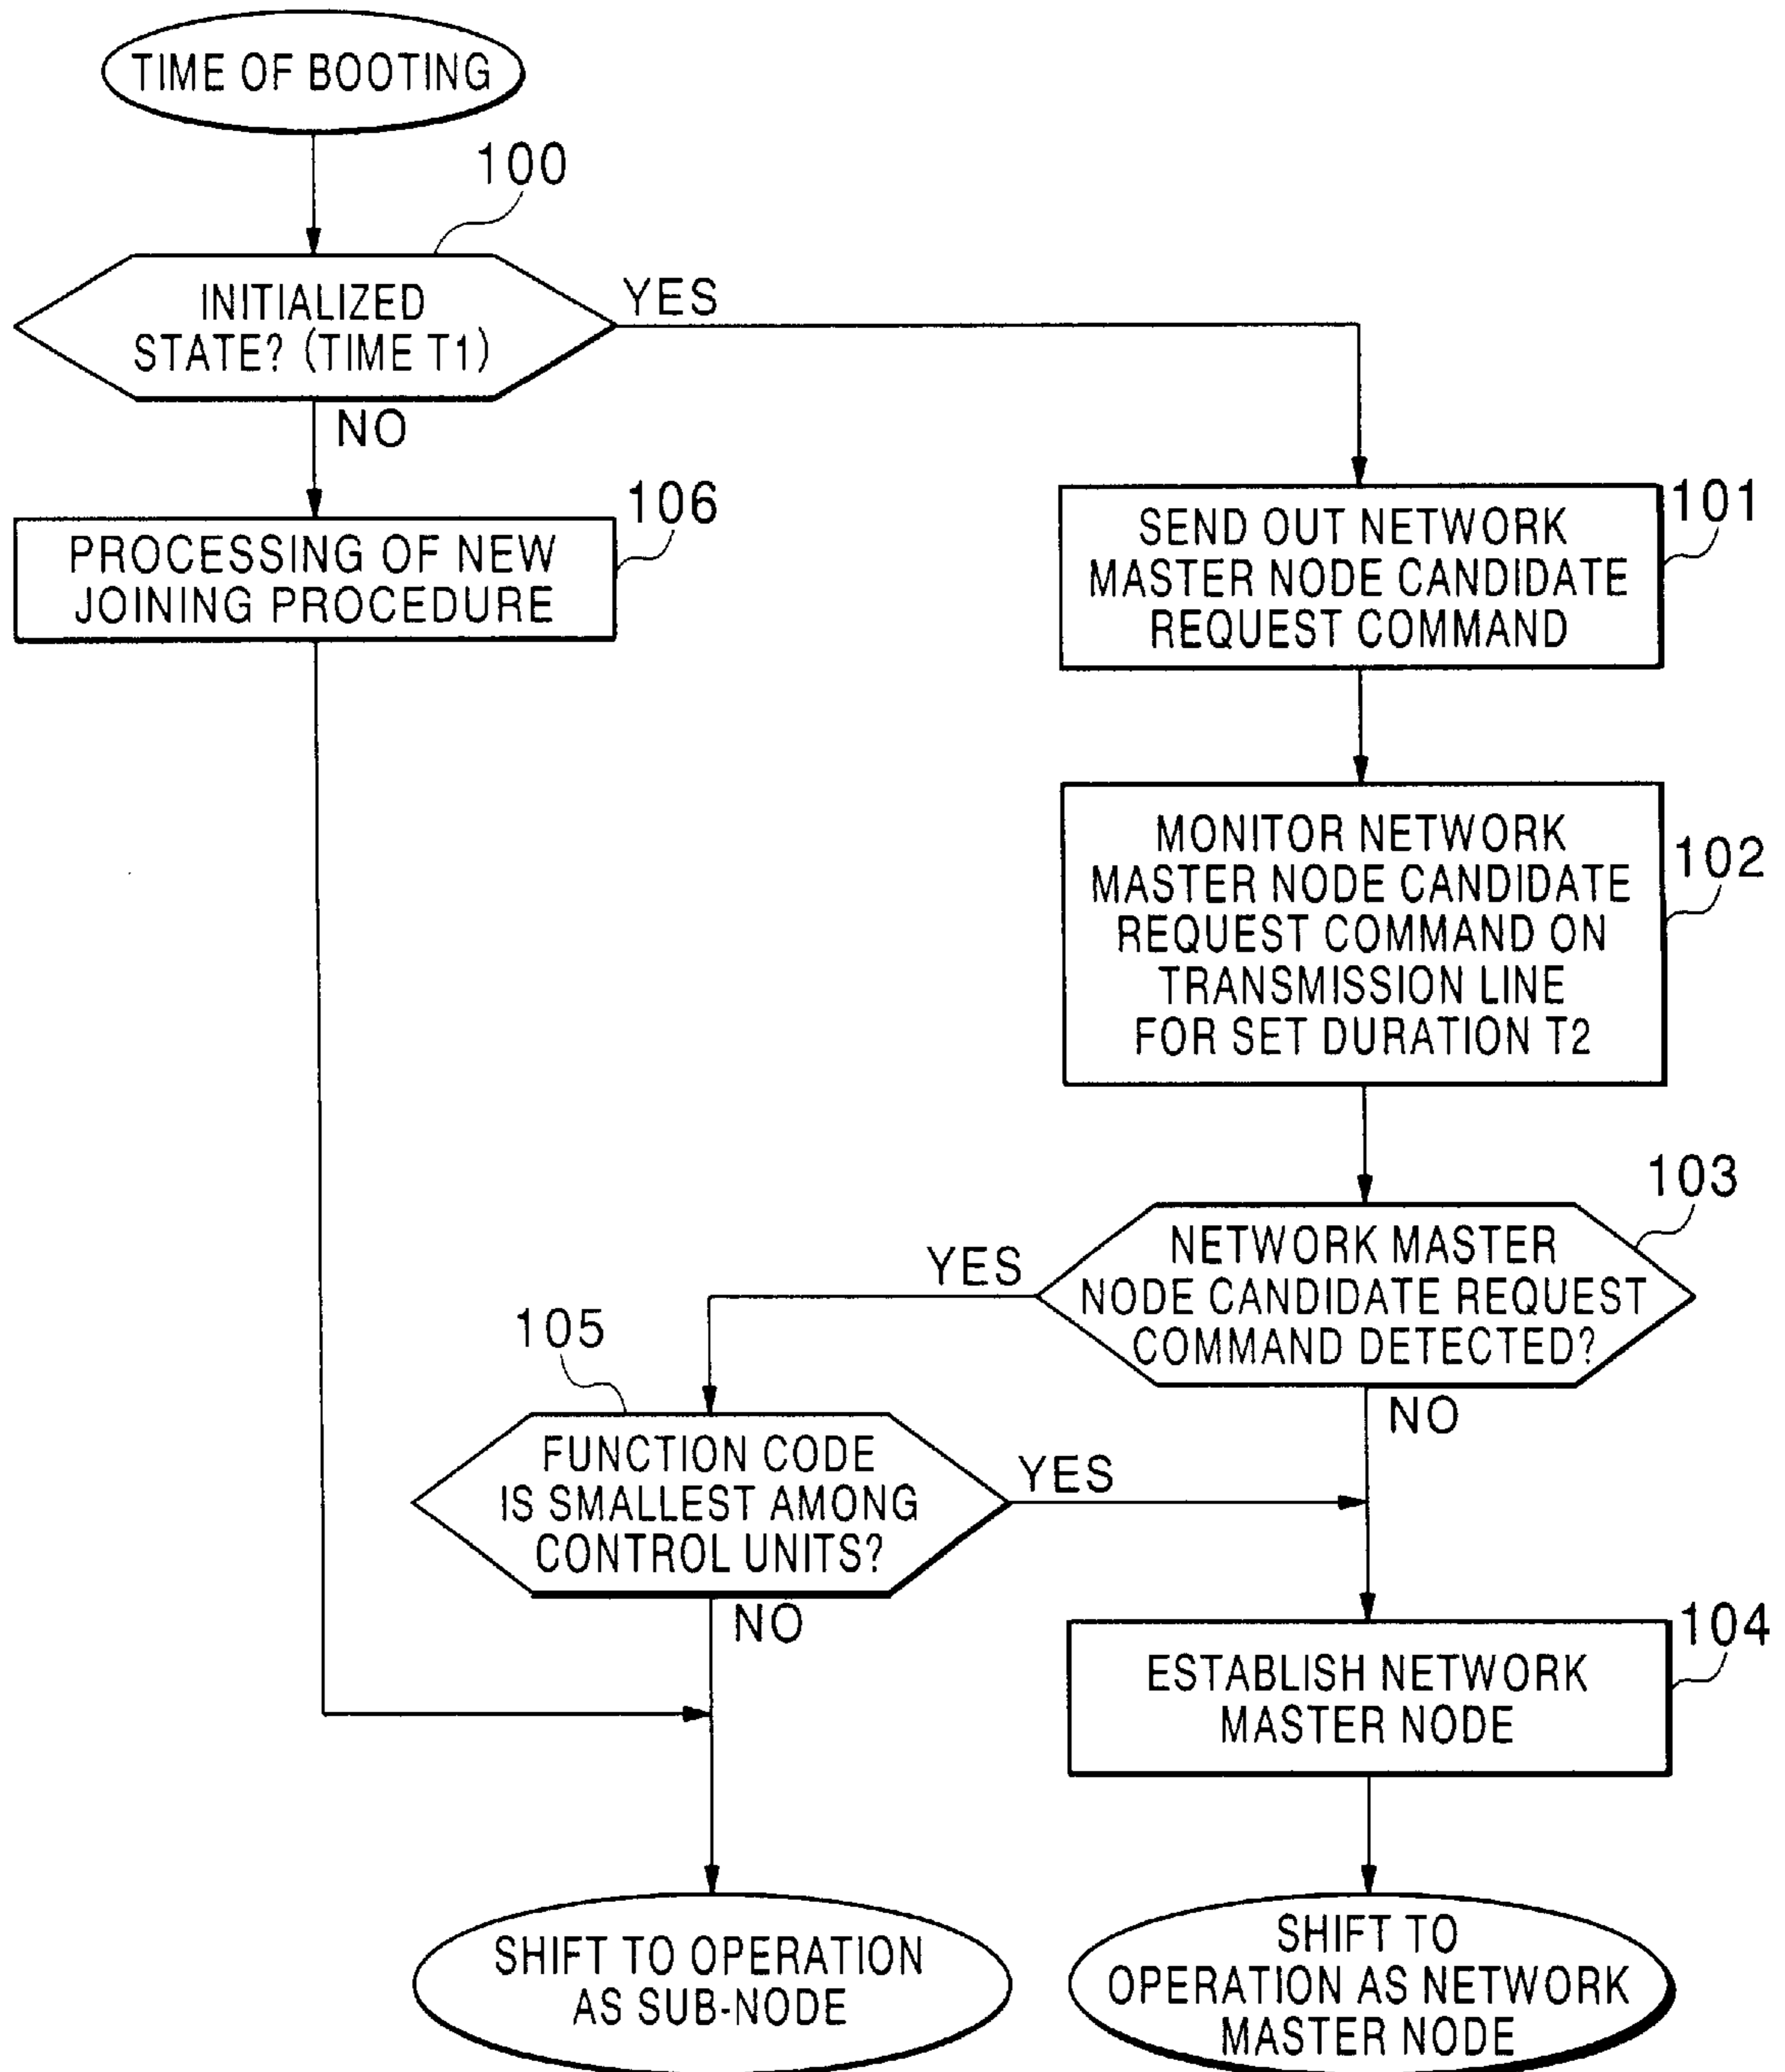 TIME OF BOOTING
100
INITIALIZED
STATE? (TIME T1)
YES
NO
106
PROCESSING OF NEW
JOINING PROCEDURE
101
SEND OUT NETWORK
MASTER NODE CANDIDATE
REQUEST COMMAND
102
MONITOR NETWORK
MASTER NODE CANDIDATE
REQUEST COMMAND ON
TRANSMISSION LINE
FOR SET DURATION T2
103
NETWORK MASTER
NODE CANDIDATE REQUEST
COMMAND DETECTED?
YES
NO
105
FUNCTION CODE
IS SMALLEST AMONG
CONTROL UNITS?
YES
NO
104
ESTABLISH NETWORK
MASTER NODE
SHIFT TO OPERATION
AS SUB-NODE
SHIFT TO
OPERATION AS NETWORK
MASTER NODE